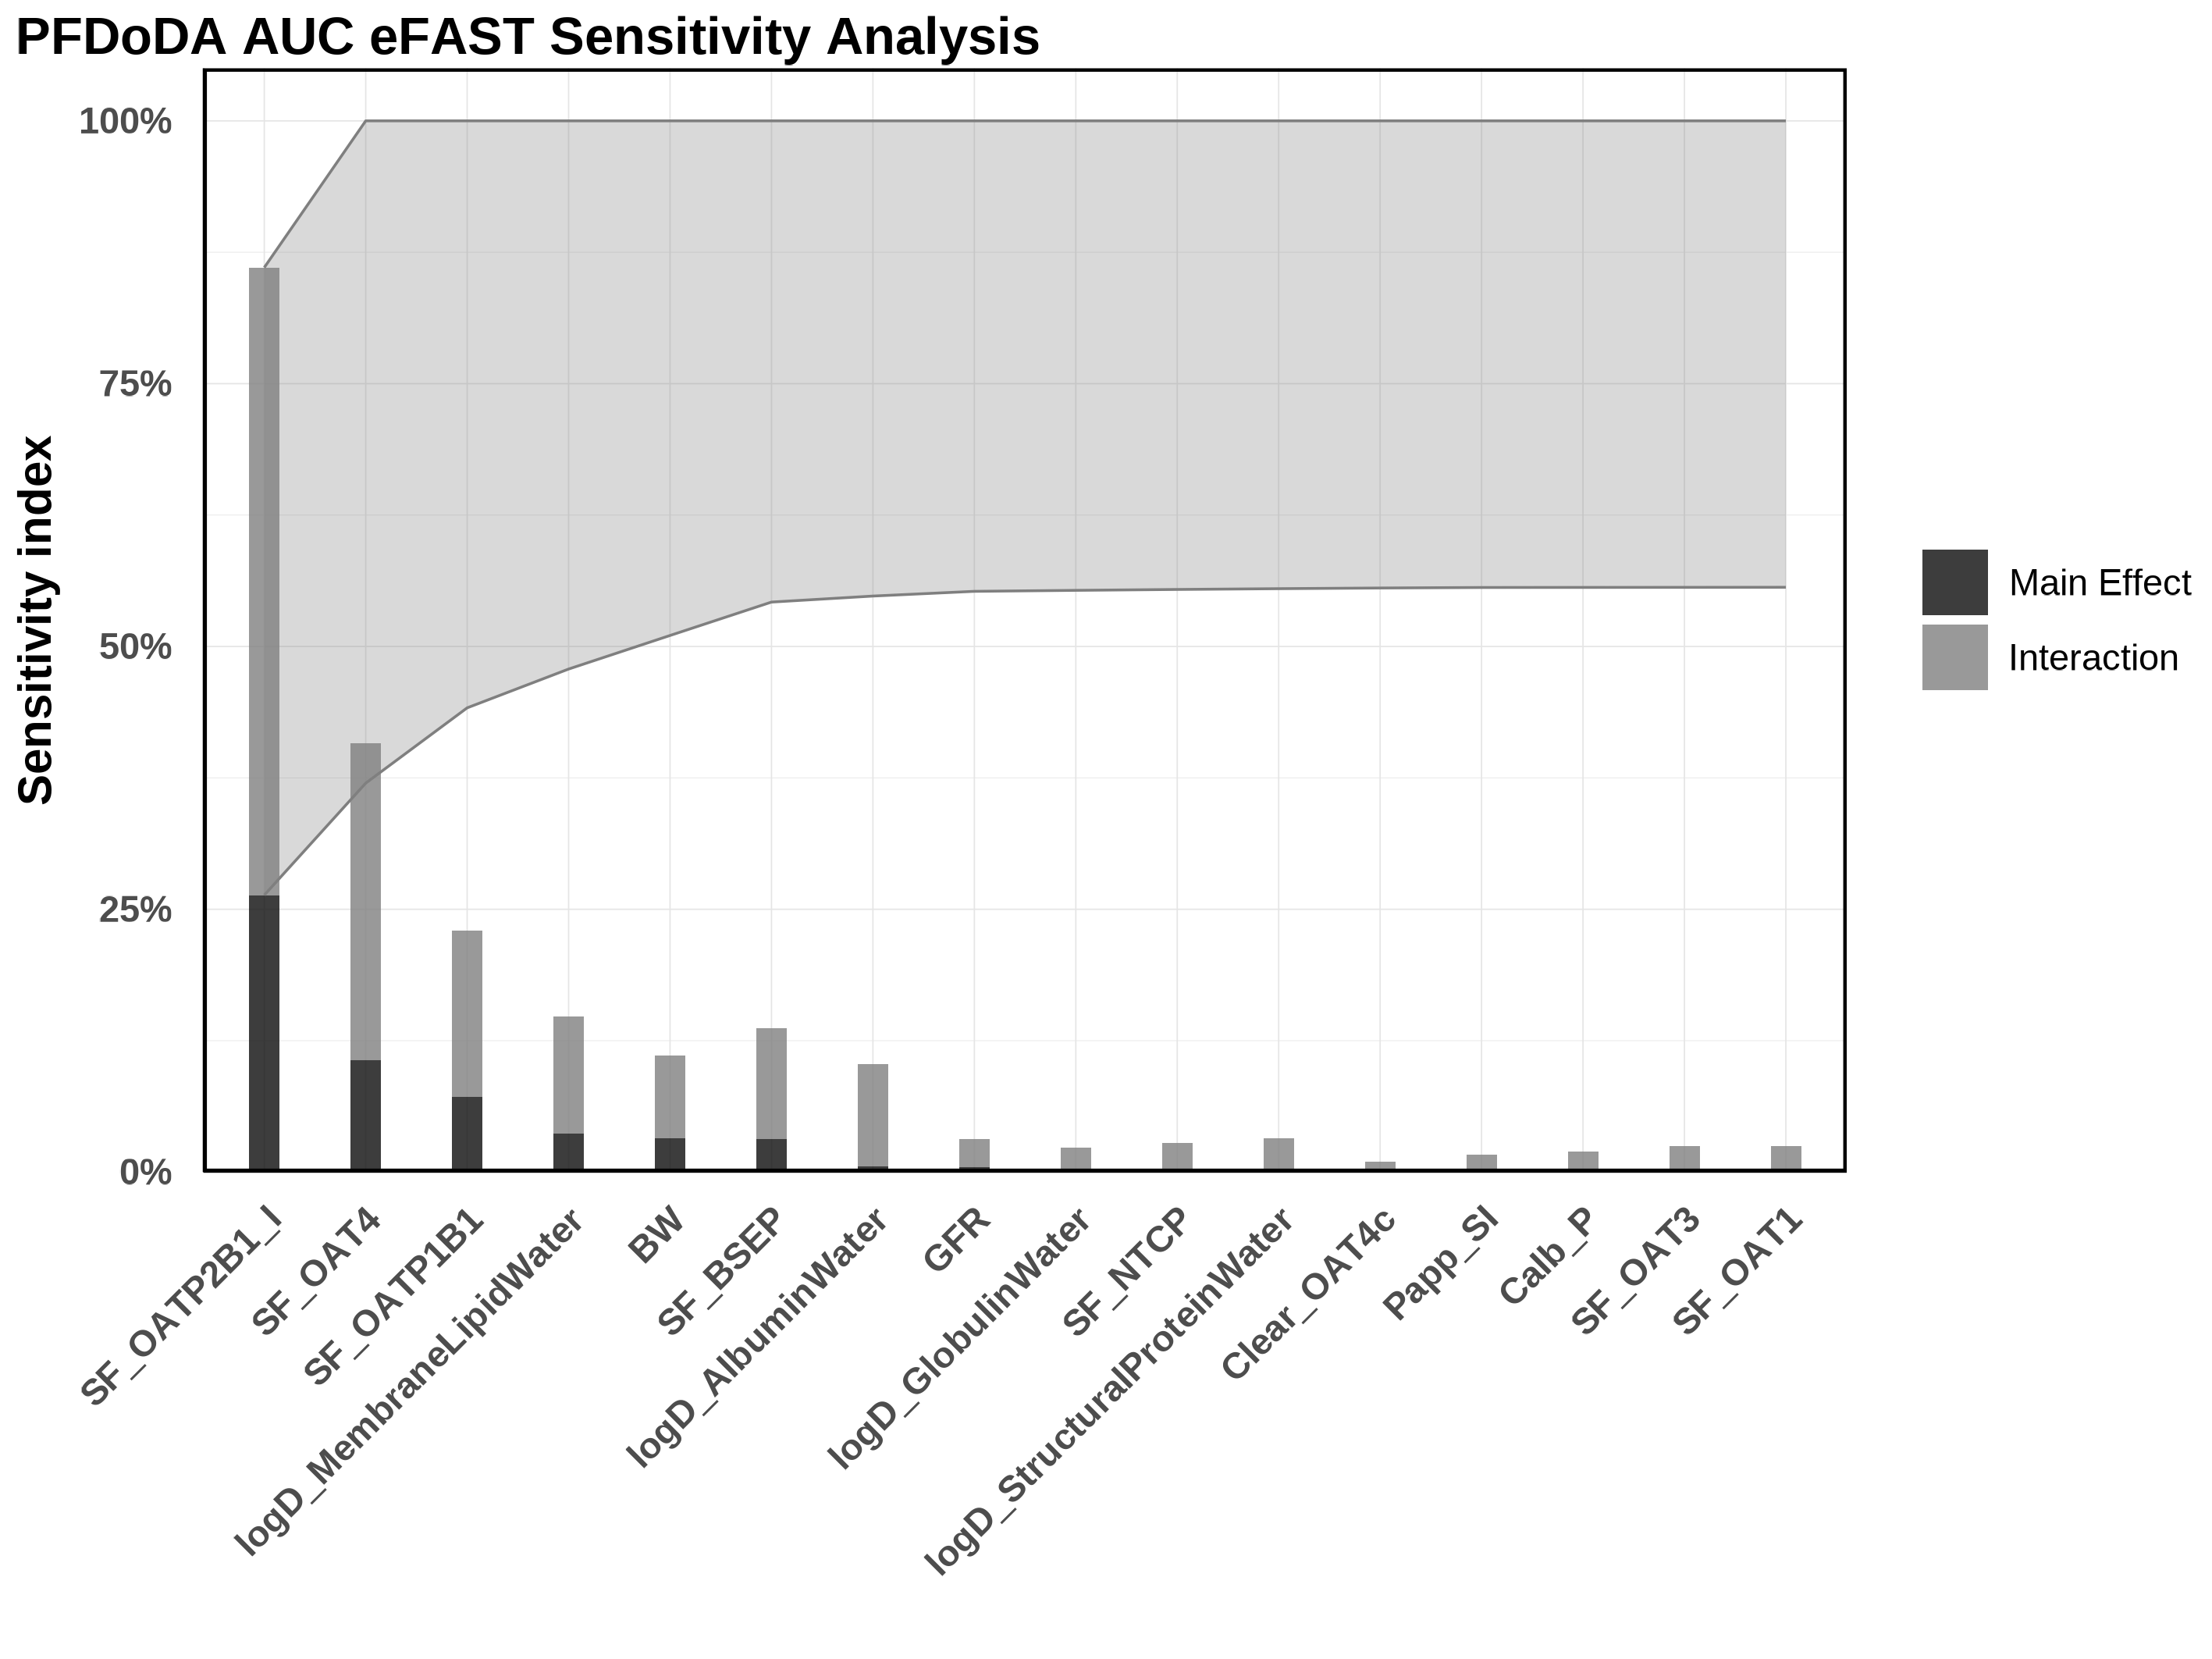 PFDoDA AUC eFAST Sensitivity Analysis
Sensitivity index
100%
75%
50%
25%
0%
SF_OATP2B1_I
SF_OAT4
SF_OATP1B1
logD_MembraneLipidWater
BW
SF_BSEP
logD_AlbuminWater
GFR
logD_GlobulinWater
SF_NTCP
logD_StructuralProteinWater
Clear_OAT4c
Papp_SI
Calb_P
SF_OAT3
SF_OAT1
Main Effect
Interaction